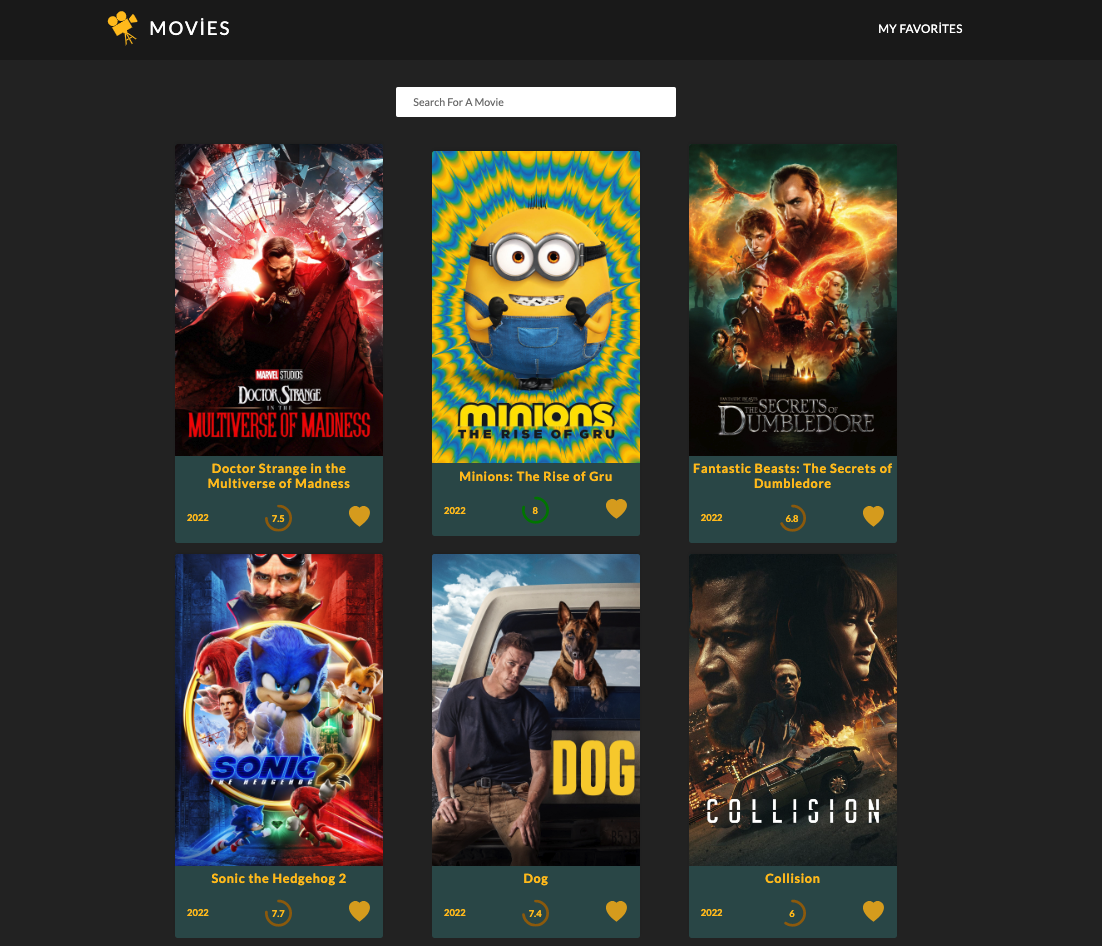 MOVİES
MY FAVORİTES
Search For A Movie
MARVEL STUDIOS
DOCTOR STRANGE
IN THE
MULTIVERSE OF MADNESS
Doctor Strange in the
Multiverse of Madness
2022
7.5
minions
THE RISE OF GRU
Minions: The Rise of Gru
2022
8
FANTASTIC BEASTS
THE SECRETS OF
DUMBLEDORE
Fantastic Beasts: The Secrets of
Dumbledore
2022
6.8
SONIC 2
THE HEDGEHOG
Sonic the Hedgehog 2
2022
7.7
DOG
Dog
2022
7.4
COLLISION
Collision
2022
6